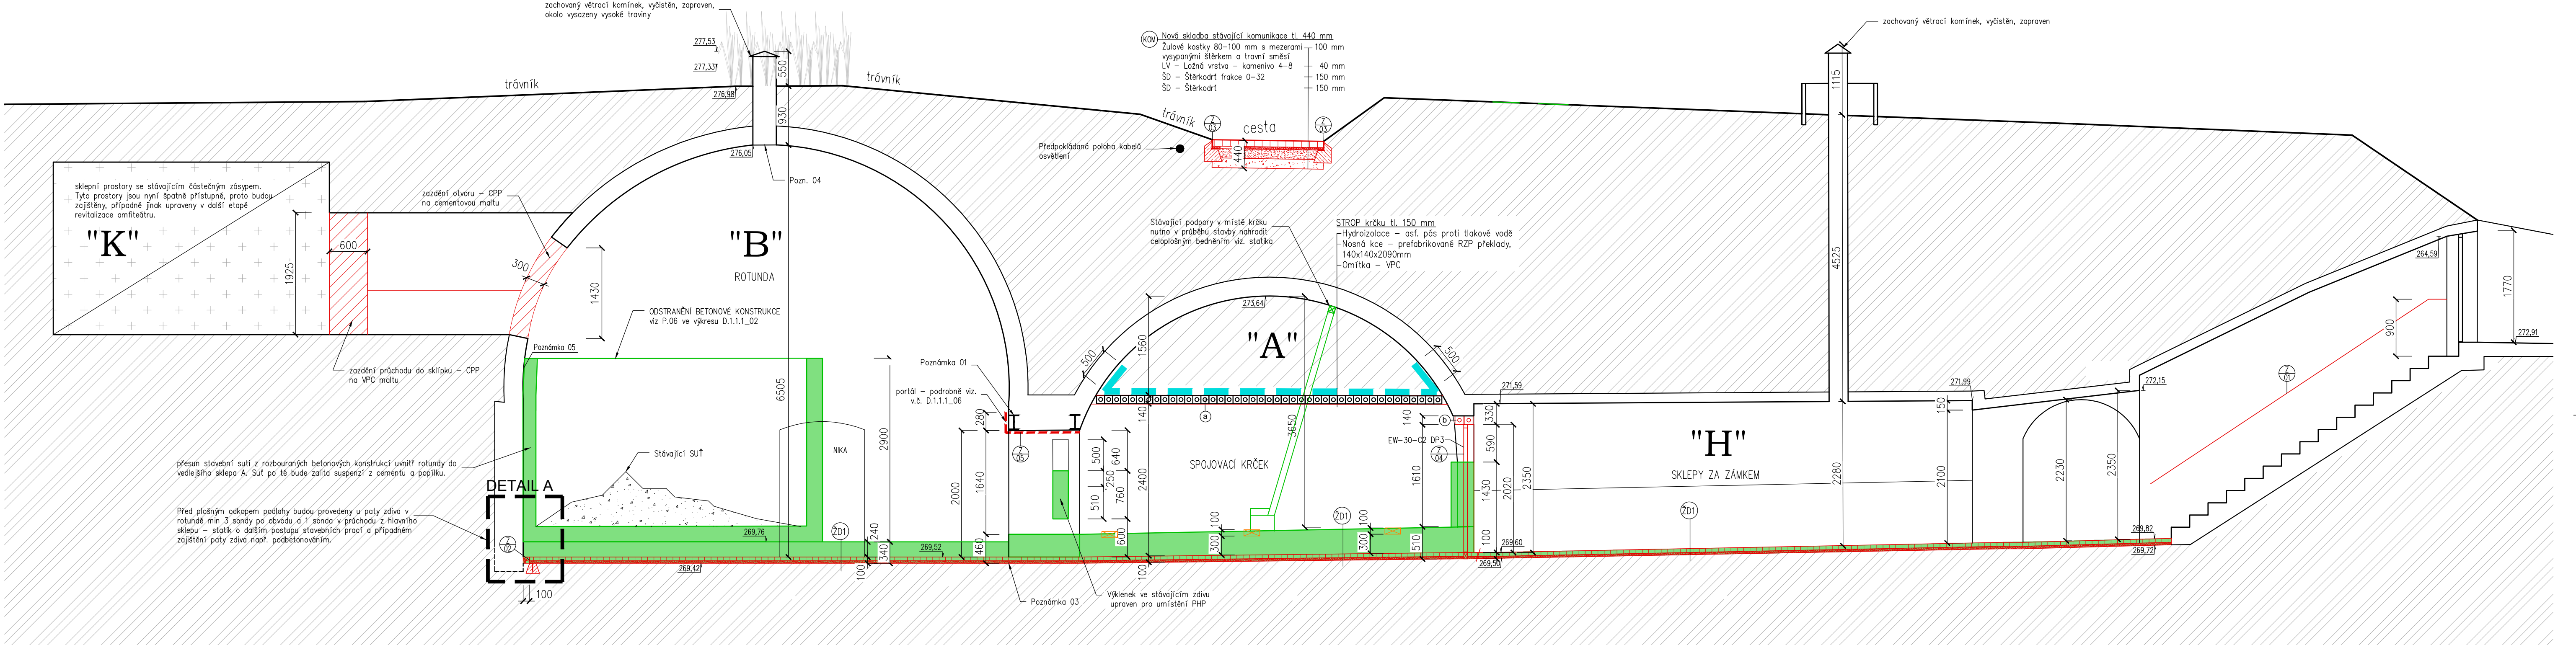 zachovaný větrací komínek, vyčistěn, zapraven,
okolo vysazeny vysoké traviny
277,53
277,33
276,98
550
930
276,05
Pozn. 04
trávník
trávník
trávník
KOM
Nová skladba stávající komunikace tl. 440 mm
Žulové kostky 80-100 mm s mezerami
vysypanými štěrkem a travní směsí
100 mm
LV - Ložná vrstva - kamenivo 4-8
40 mm
ŠD - Štěrkodrť frakce 0-32
150 mm
ŠD - Štěrkodrť
150 mm
Z
03
cesta
Z
03
440
Předpokládaná poloha kabelů
osvětlení
zachovaný větrací komínek, vyčistěn, zapraven
1115
4525
sklepní prostory se stávajícím částečným zásypem.
Tyto prostory jsou nyní špatně přístupné, proto budou
zajištěny, případně jinak upraveny v další etapě
revitalizace amfiteátru.
"K"
1925
600
zazdění otvoru - CPP
na cementovou maltu
300
1430
"B"
ROTUNDA
ODSTRANĚNÍ BETONOVÉ KONSTRUKCE
viz P.06 ve výkresu D.1.1.1_02
Poznámka 05
zazdění průchodu do sklípku - CPP
na VPC maltu
6505
2900
NIKA
Stávající SUŤ
přesun stavební suti z rozbouraných betonových konstrukcí uvnitř rotundy do
vedlejšího sklepa A. Suť po té bude zalita suspenzí z cementu a popílku.
DETAIL A
Před plošným odkopem podlahy budou provedeny u paty zdiva v
rotundě min 3 sondy po obvodu a 1 sonda v průchodu z hlavního
sklepu - statik o dalším postupu stavebních prací a případném
zajištění paty zdiva např. podbetonováním.
Z
02
100
269,76
269,52
269,42
ŽD1
240
340
100
Poznámka 01
portál - podrobně viz.
v.č. D.1.1.1_06
280
2000
1640
460
Z
05
Poznámka 03
Výklenek ve stávajícím zdivu
upraven pro umístění PHP
500
250
510
640
760
600
Stávající podpory v místě krčku
nutno v průběhu stavby nahradit
celoplošným bedněním viz. statika
STROP krčku tl. 150 mm
Hydroizolace - asf. pás proti tlakové vodě
Nosná kce - prefabrikované RZP překlady,
140x140x2090mm
Omítka - VPC
273,64
"A"
500
500
1560
140
2400
100
3650
a
SPOJOVACÍ KRČEK
100
300
ŽD1
100
300
140
1610
510
b
EW-30-C2 DP3
Z
04
330
590
1430
100
2020
2350
271,59
269,60
269,50
"H"
SKLEPY ZA ZÁMKEM
ŽD1
2280
271,99
150
2100
2230
2350
272,15
269,82
269,72
Z
01
900
264,59
1770
272,91